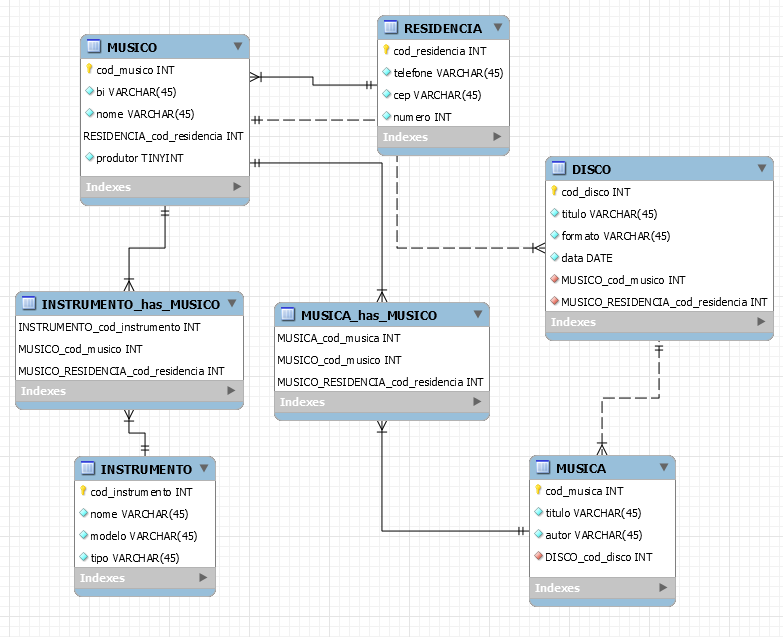 MUSICO
cod_musico INT
bi VARCHAR(45)
nome VARCHAR(45)
RESIDENCIA_cod_residencia INT
produtor TINYINT
Indexes
RESIDENCIA
cod_residencia INT
telefone VARCHAR(45)
cep VARCHAR(45)
numero INT
Indexes
DISCO
cod_disco INT
titulo VARCHAR(45)
formato VARCHAR(45)
data DATE
MUSICO_cod_musico INT
MUSICO_RESIDENCIA_cod_residencia INT
Indexes
INSTRUMENTO_has_MUSICO
INSTRUMENTO_cod_instrumento INT
MUSICO_cod_musico INT
MUSICO_RESIDENCIA_cod_residencia INT
Indexes
MUSICA_has_MUSICO
MUSICA_cod_musica INT
MUSICO_cod_musico INT
MUSICO_RESIDENCIA_cod_residencia INT
Indexes
INSTRUMENTO
cod_instrumento INT
nome VARCHAR(45)
modelo VARCHAR(45)
tipo VARCHAR(45)
Indexes
MUSICA
cod_musica INT
titulo VARCHAR(45)
autor VARCHAR(45)
DISCO_cod_disco INT
Indexes